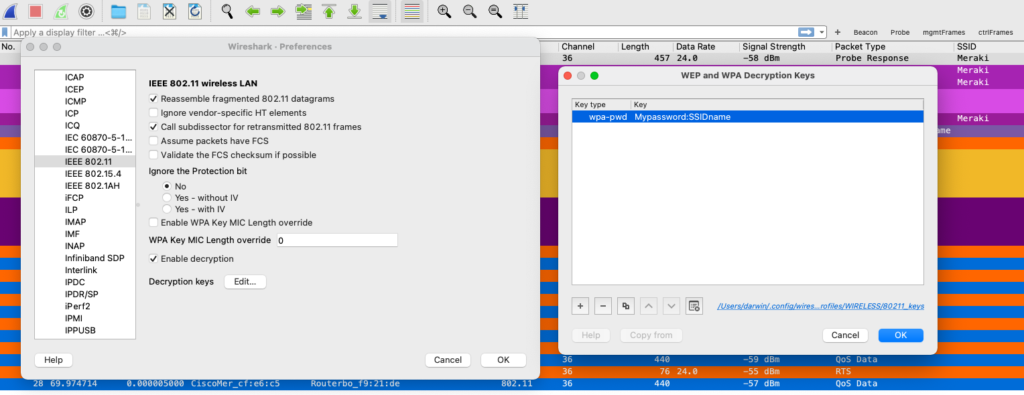 Apply a display filter ...<⌘/>
+ Beacon Probe mgmtFrames ctrlFrames
No. Channel Length Data Rate Signal Strength Packet Type SSID
36 457 24.0 −58 dBm Probe Response Meraki
Meraki
Meraki
Meraki
me
Wireshark · Preferences
ICAP
ICEP
ICMP
ICP
ICQ
IEC 60870-5-1...
IEC 60870-5-1...
IEEE 802.11
IEEE 802.15.4
IEEE 802.1AH
iFCP
ILP
IMAP
IMF
INAP
Infiniband SDP
Interlink
IPDC
IPDR/SP
iPerf2
IPMI
IPPUSB
IEEE 802.11 wireless LAN
Reassemble fragmented 802.11 datagrams
Ignore vendor-specific HT elements
Call subdissector for retransmitted 802.11 frames
Assume packets have FCS
Validate the FCS checksum if possible
Ignore the Protection bit
No
Yes - without IV
Yes - with IV
Enable WPA Key MIC Length override
WPA Key MIC Length override 0
Enable decryption
Decryption keys Edit...
Help Cancel OK
WEP and WPA Decryption Keys
Key type Key
wpa-pwd Mypassword:SSIDname
/Users/darwin/.config/wires...rofiles/WIRELESS/80211_keys
Help Copy from Cancel OK
36 440 −59 dBm QoS Data
36 76 24.0 −55 dBm RTS
28 69.974714 0.000005000 CiscoMer_cf:e6:c5 Routerbo_f9:21:de 802.11 36 440 −57 dBm QoS Data